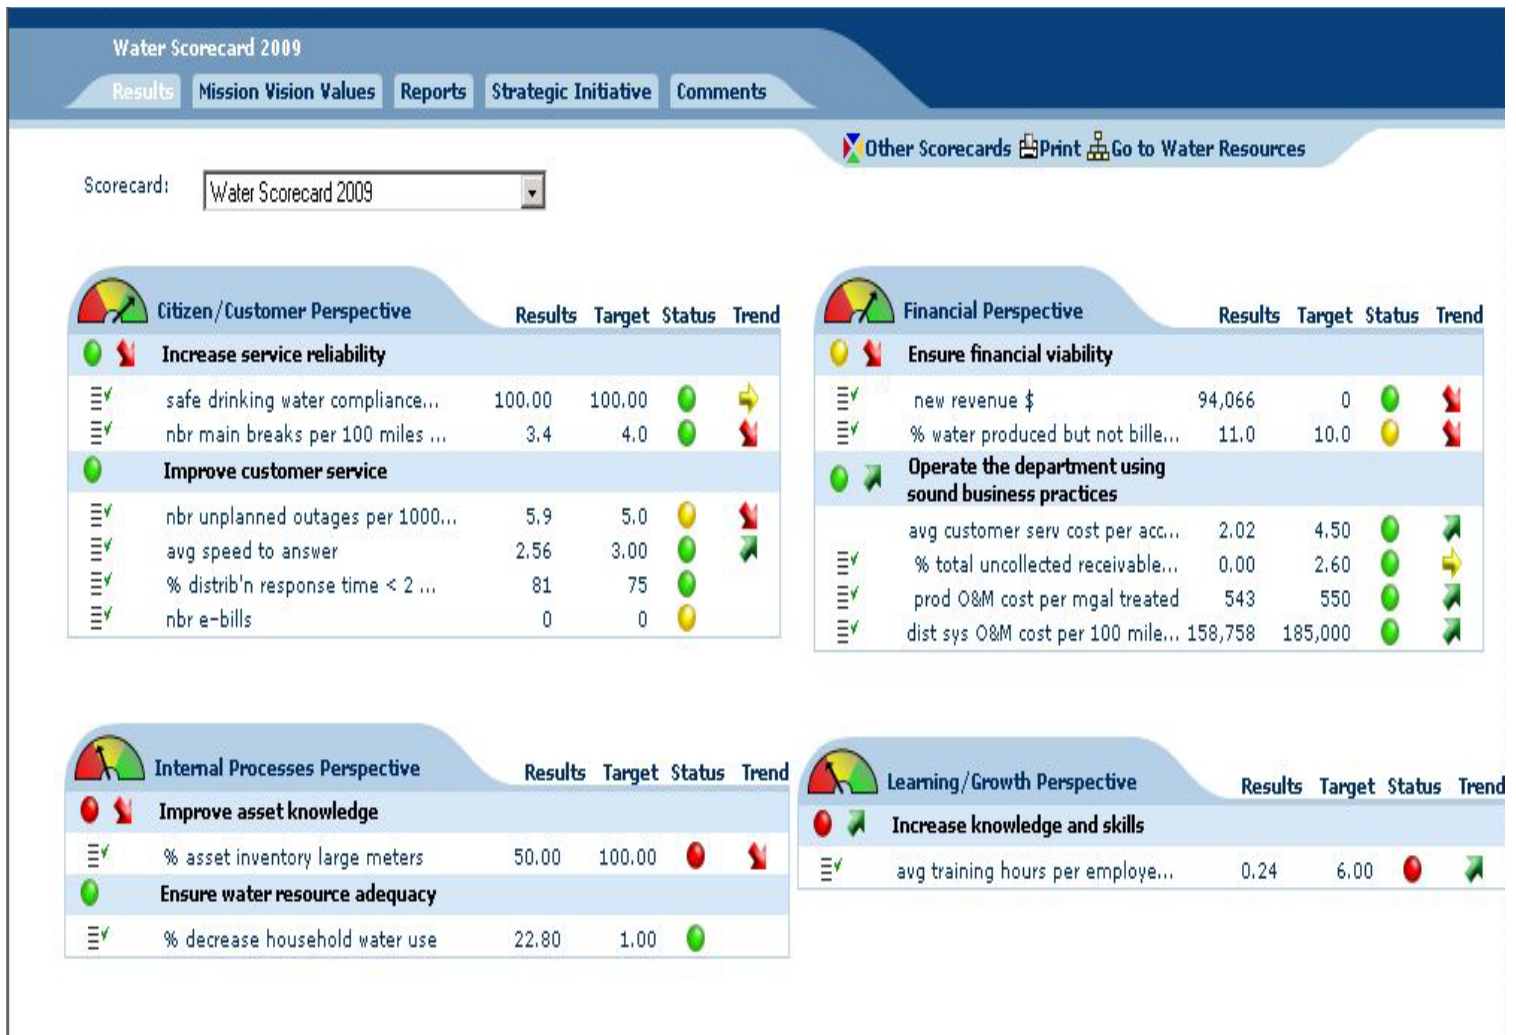 Water Scorecard 2009
Results Mission Vision Values Reports Strategic Initiative Comments
Other Scorecards Print Go to Water Resources
Scorecard: Water Scorecard 2009
Citizen/Customer Perspective Results Target Status Trend
Increase service reliability
safe drinking water compliance... 100.00 100.00
nbr main breaks per 100 miles ... 3.4 4.0
Improve customer service
nbr unplanned outages per 1000... 5.9 5.0
avg speed to answer 2.56 3.00
% distrib'n response time < 2 ... 81 75
nbr e-bills 0 0
Financial Perspective Results Target Status Trend
Ensure financial viability
new revenue $ 94,066 0
% water produced but not bille... 11.0 10.0
Operate the department using
sound business practices
avg customer serv cost per acc... 2.02 4.50
% total uncollected receivable... 0.00 2.60
prod O&M cost per mgal treated 543 550
dist sys O&M cost per 100 mile... 158,758 185,000
Internal Processes Perspective Results Target Status Trend
Improve asset knowledge
% asset inventory large meters 50.00 100.00
Ensure water resource adequacy
% decrease household water use 22.80 1.00
Learning/Growth Perspective Results Target Status Trend
Increase knowledge and skills
avg training hours per employe... 0.24 6.00